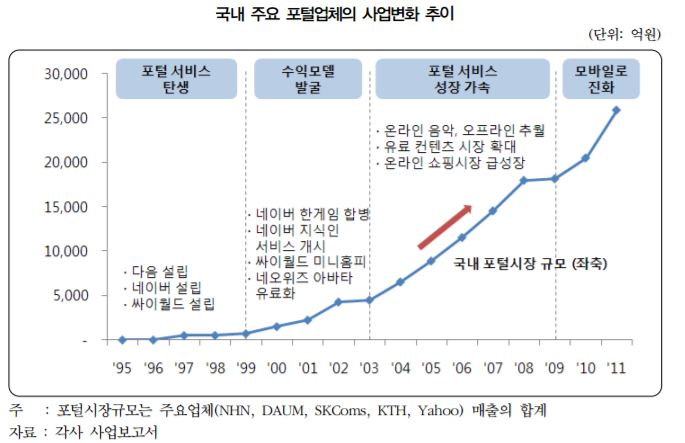 국내 주요 포털업체의 사업변화 추이
(단위: 억원)
포털 서비스
탄생
수익모델
발굴
포털 서비스
성장 가속
모바일로
진화
30,000
25,000
20,000
15,000
10,000
5,000
-
· 온라인 음악, 오프라인 추월
· 유료 컨텐츠 시장 확대
· 온라인 쇼핑시장 급성장
· 네이버 한게임 합병
· 네이버 지식인
서비스 개시
· 싸이월드 미니홈피
· 네오위즈 아바타
유료화
· 다음 설립
· 네이버 설립
· 싸이월드 설립
국내 포털시장 규모 (좌축)
'95 '96 '97 '98 '99 '00 '01 '02 '03 '04 '05 '06 '07 '08 '09 '10 '11
주 : 포털시장규모는 주요업체(NHN, DAUM, SKComs, KTH, Yahoo) 매출의 합계
자료 : 각사 사업보고서